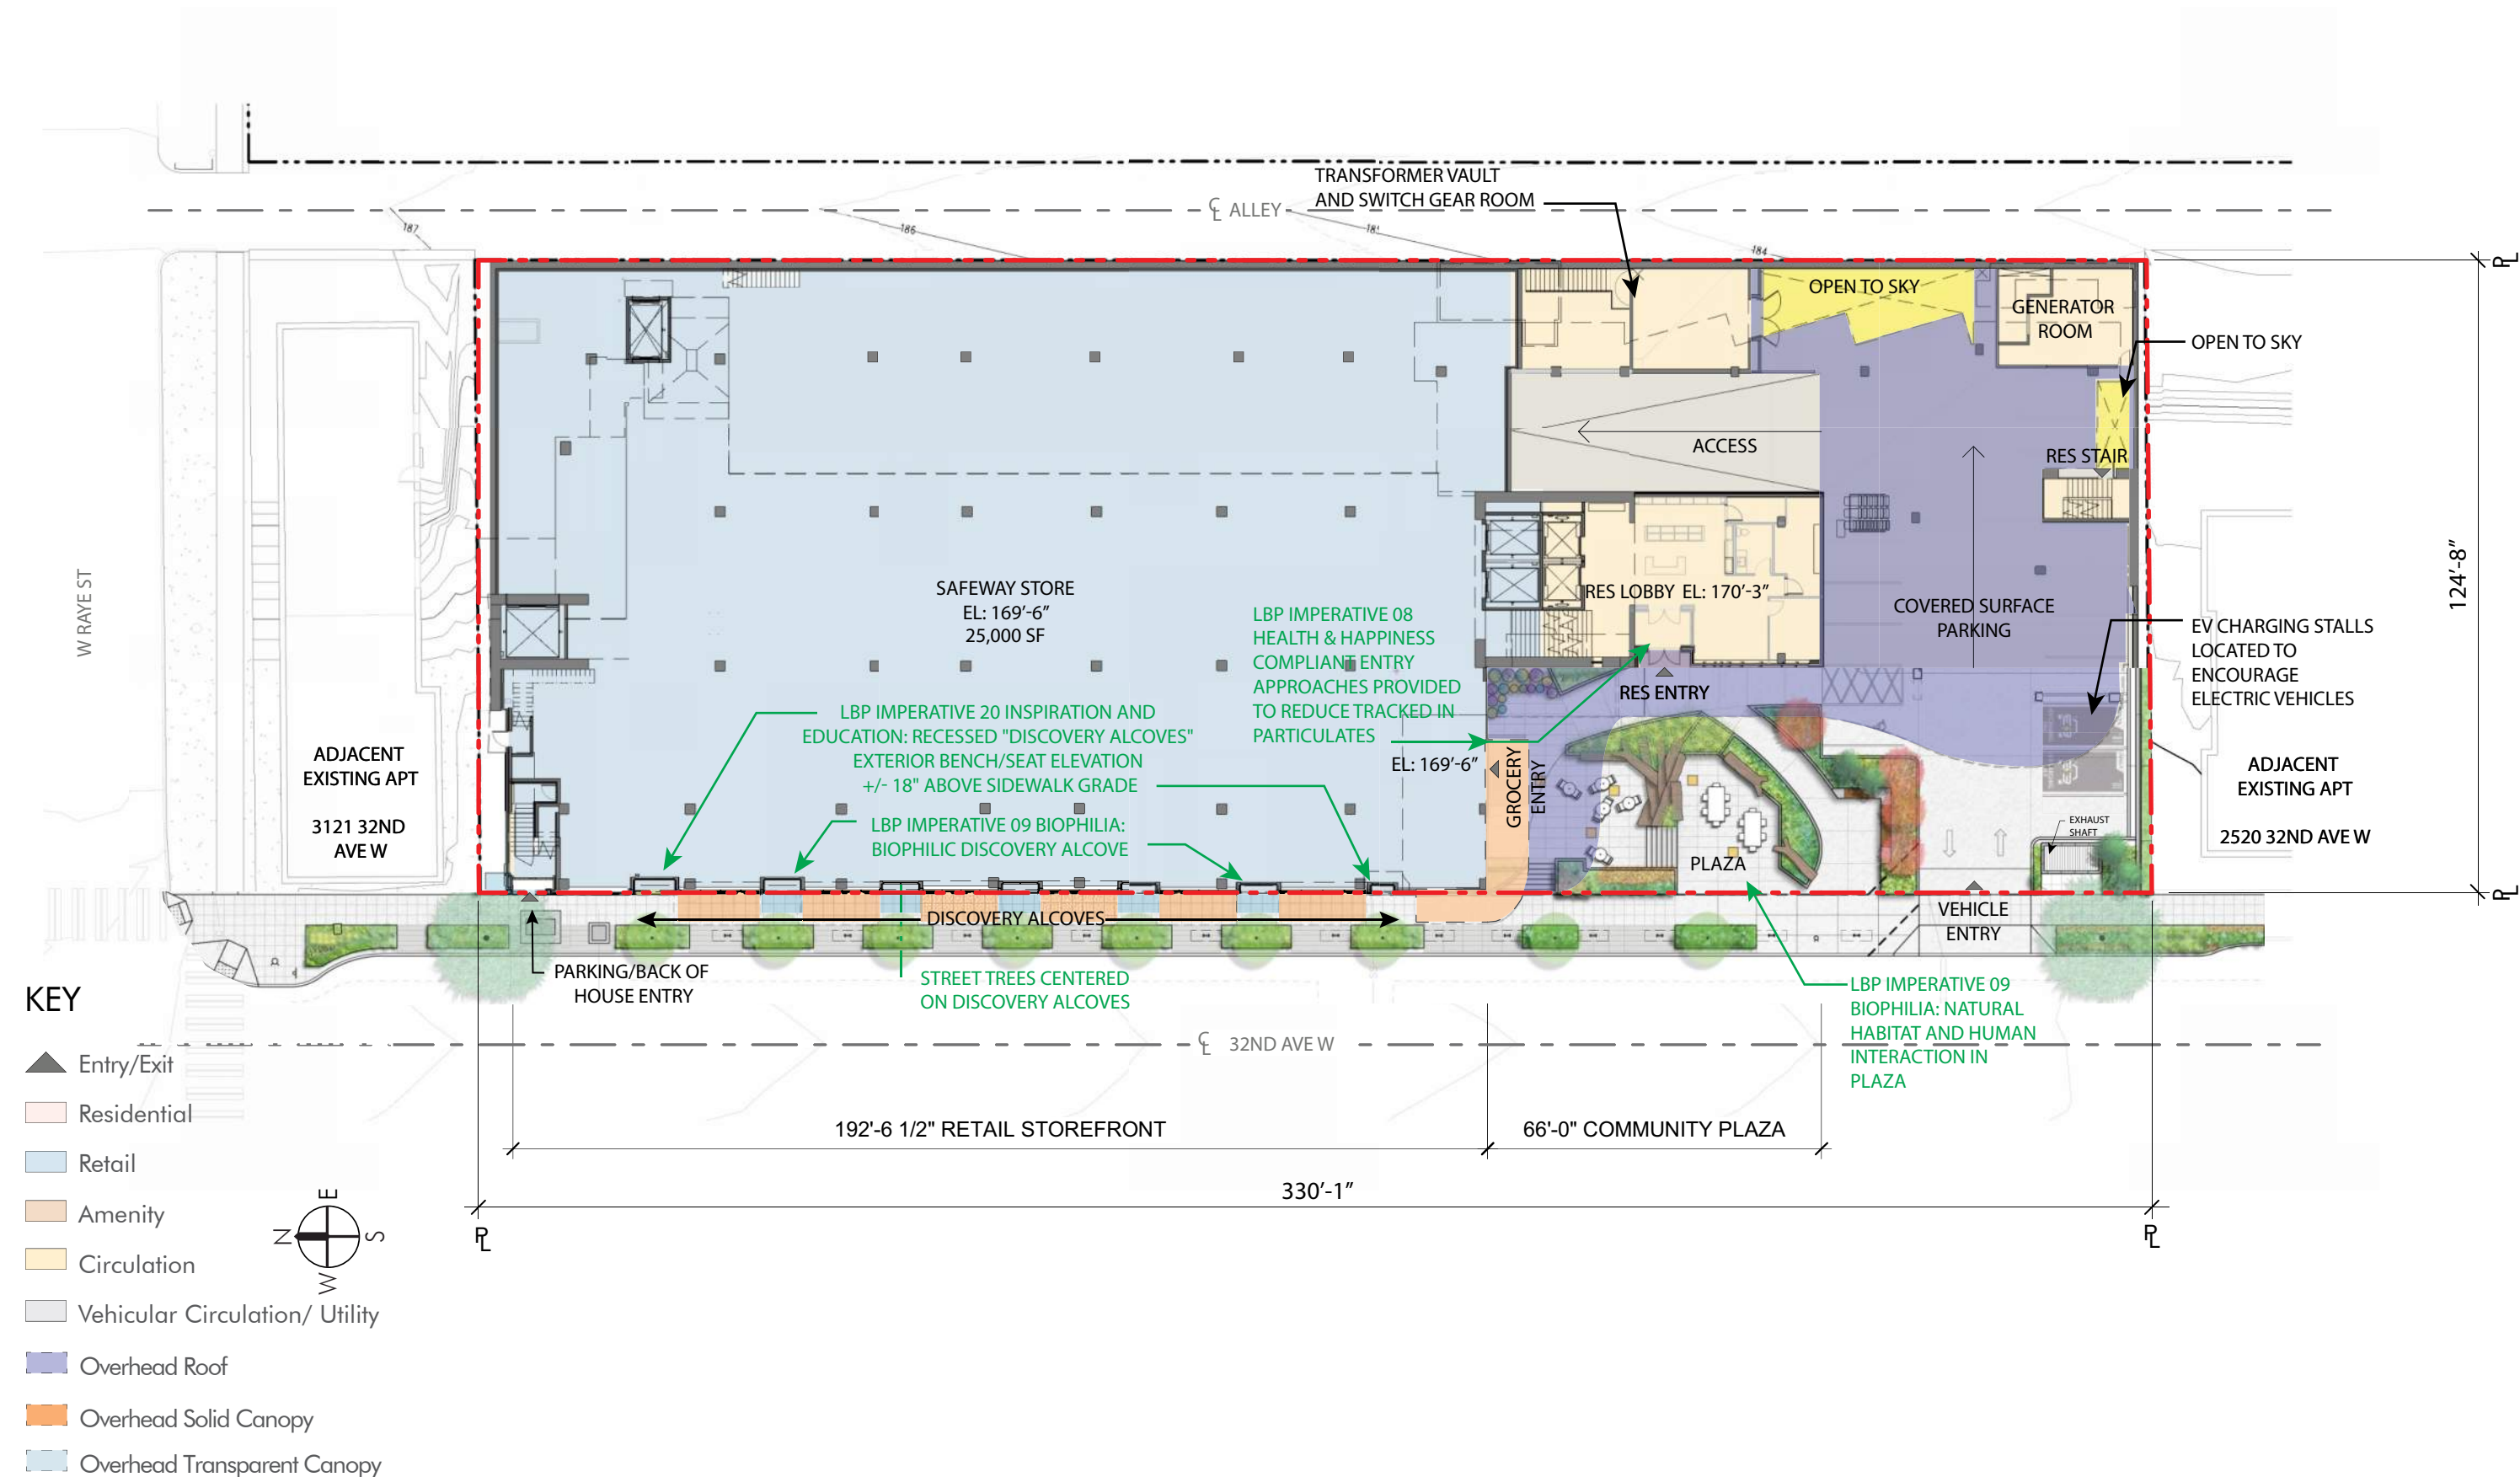 TRANSFORMER VAULT
AND SWITCH GEAR ROOM
℄ ALLEY
187
186
18'
184
PL
OPEN TO SKY
GENERATOR
ROOM
OPEN TO SKY
ACCESS
RES STAIR
W RAYE ST
SAFEWAY STORE
EL: 169'-6"
25,000 SF
LBP IMPERATIVE 08
HEALTH & HAPPINESS
COMPLIANT ENTRY
APPROACHES PROVIDED
TO REDUCE TRACKED IN
PARTICULATES
RES LOBBY EL: 170'-3"
COVERED SURFACE
PARKING
124'-8"
EV CHARGING STALLS
LOCATED TO
ENCOURAGE
ELECTRIC VEHICLES
RES ENTRY
LBP IMPERATIVE 20 INSPIRATION AND
EDUCATION: RECESSED "DISCOVERY ALCOVES"
EXTERIOR BENCH/SEAT ELEVATION
+/- 18" ABOVE SIDEWALK GRADE
LBP IMPERATIVE 09 BIOPHILIA:
BIOPHILIC DISCOVERY ALCOVE
EL: 169'-6"
GROCERY
ENTRY
ADJACENT
EXISTING APT
3121 32ND
AVE W
ADJACENT
EXISTING APT
2520 32ND AVE W
EXHAUST
SHAFT
PLAZA
PL
DISCOVERY ALCOVES
VEHICLE
ENTRY
PARKING/BACK OF
HOUSE ENTRY
STREET TREES CENTERED
ON DISCOVERY ALCOVES
LBP IMPERATIVE 09
BIOPHILIA: NATURAL
HABITAT AND HUMAN
INTERACTION IN
PLAZA
℄ 32ND AVE W
192'-6 1/2" RETAIL STOREFRONT
66'-0" COMMUNITY PLAZA
330'-1"
PL
PL
KEY
Entry/Exit
Residential
Retail
Amenity
Circulation
Vehicular Circulation/ Utility
Overhead Roof
Overhead Solid Canopy
Overhead Transparent Canopy
E
N
S
W